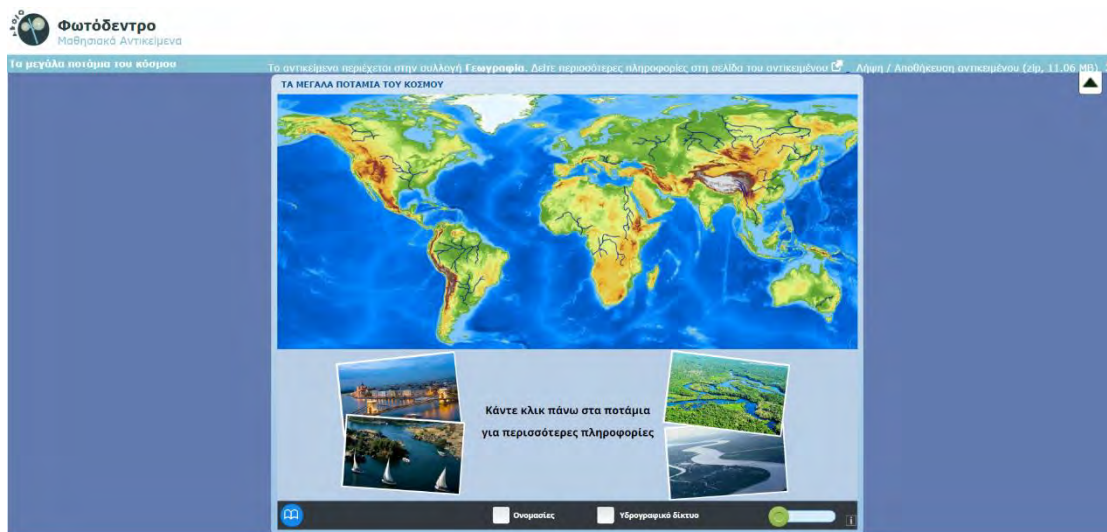 Φωτόδεντρο
Μαθησιακά Αντικείμενα
Τα μεγάλα ποτάμια του κόσμου
Το αντικείμενο περιέχεται στην συλλογή Γεωγραφία. Δείτε περισσότερες πληροφορίες στη σελίδα του αντικειμένου
Λήψη / Αποθήκευση αντικειμένου (zip, 11.06 MB)
ΤΑ ΜΕΓΑΛΑ ΠΟΤΑΜΙΑ ΤΟΥ ΚΟΣΜΟΥ
Κάντε κλικ πάνω στα ποτάμια
για περισσότερες πληροφορίες
Ονομασίες
Υδρογραφικό δίκτυο